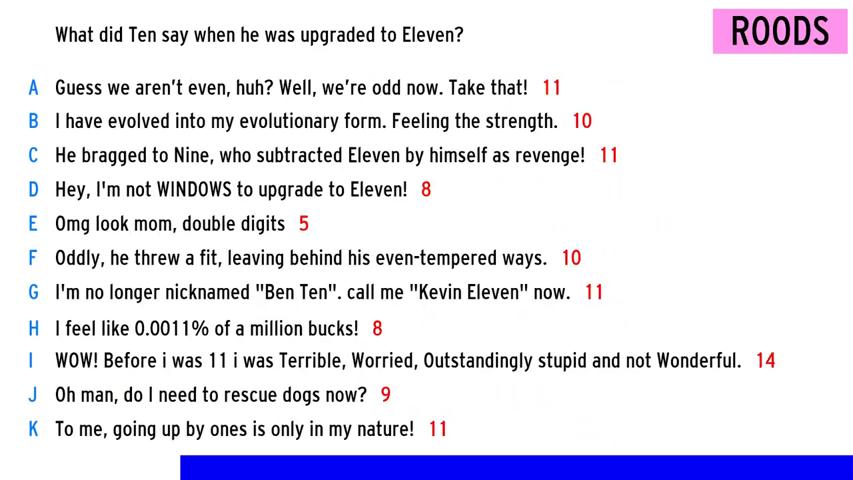 What did Ten say when he was upgraded to Eleven?
ROODS
A Guess we aren't even, huh? Well, we're odd now. Take that! 11
B I have evolved into my evolutionary form. Feeling the strength. 10
C He bragged to Nine, who subtracted Eleven by himself as revenge! 11
D Hey, I'm not WINDOWS to upgrade to Eleven! 8
E Omg look mom, double digits 5
F Oddly, he threw a fit, leaving behind his even-tempered ways. 10
G I'm no longer nicknamed "Ben Ten". call me "Kevin Eleven" now. 11
H I feel like 0.0011% of a million bucks! 8
I WOW! Before i was 11 i was Terrible, Worried, Outstandingly stupid and not Wonderful. 14
J Oh man, do I need to rescue dogs now? 9
K To me, going up by ones is only in my nature! 11